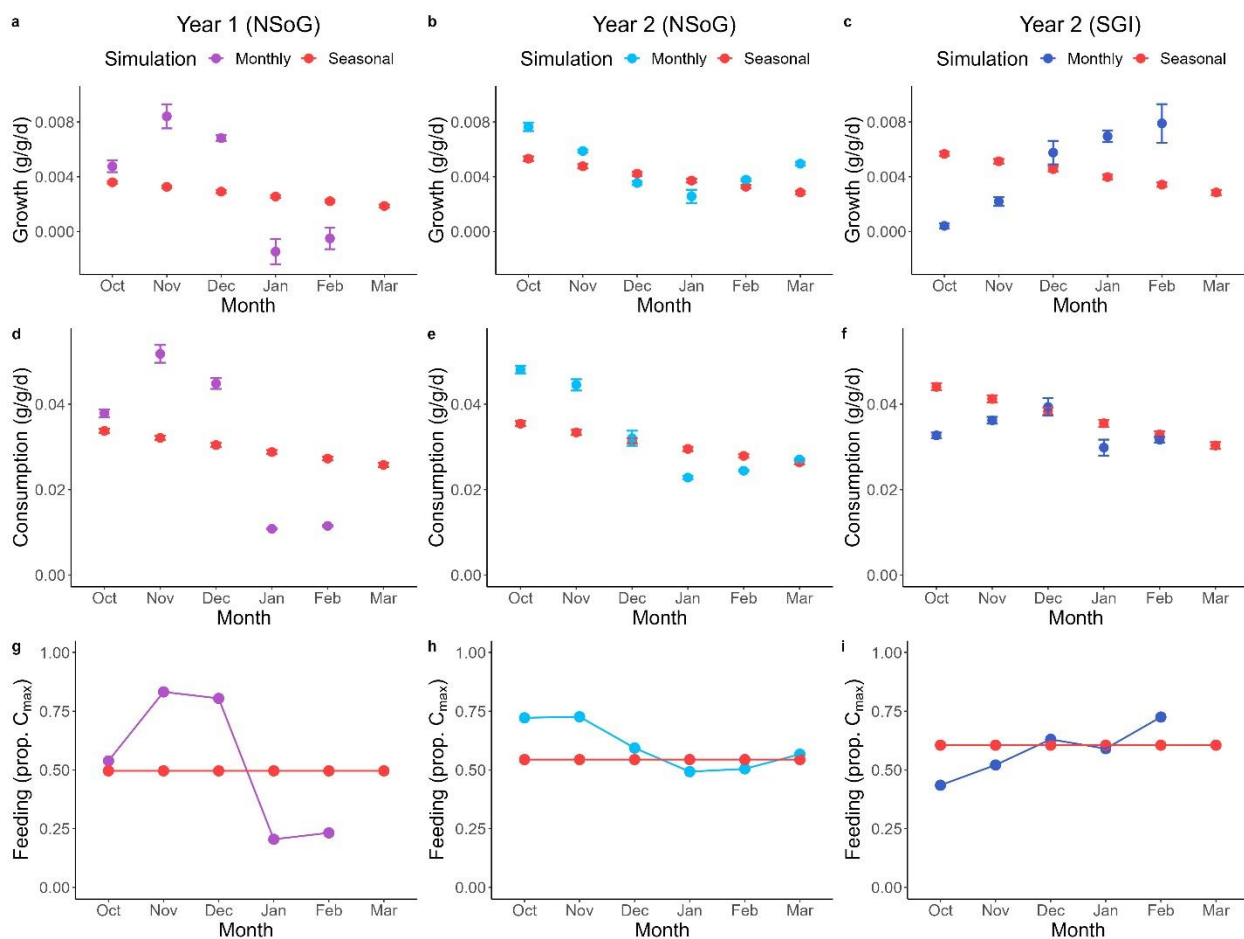 a Year 1 (NSoG) b Year 2 (NSoG) c Year 2 (SGI)
Simulation Monthly Seasonal Simulation Monthly Seasonal Simulation Monthly Seasonal
Growth (g/g/d) Growth (g/g/d) Growth (g/g/d)
0.008 0.008 0.008
0.004 0.004 0.004
0.000 0.000 0.000
Oct Nov Dec Jan Feb Mar Oct Nov Dec Jan Feb Mar Oct Nov Dec Jan Feb Mar
Month Month Month
d e f
Consumption (g/g/d) Consumption (g/g/d) Consumption (g/g/d)
0.04 0.04 0.04
0.02 0.02 0.02
0.00 0.00 0.00
Oct Nov Dec Jan Feb Mar Oct Nov Dec Jan Feb Mar Oct Nov Dec Jan Feb Mar
Month Month Month
g h i
Feeding (prop. Cmax) Feeding (prop. Cmax) Feeding (prop. Cmax)
1.00 1.00 1.00
0.75 0.75 0.75
0.50 0.50 0.50
0.25 0.25 0.25
0.00 0.00 0.00
Oct Nov Dec Jan Feb Mar Oct Nov Dec Jan Feb Mar Oct Nov Dec Jan Feb Mar
Month Month Month